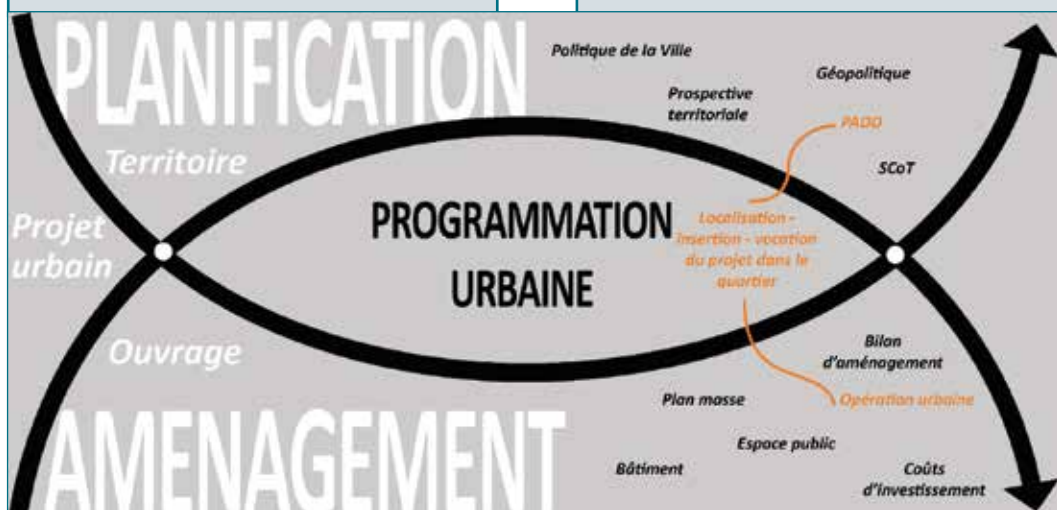 PLANIFICATION
Politique de la Ville
Géopolitique
Prospective
territoriale
PADD
Territoire
SCoT
Projet
urbain
PROGRAMMATION
URBAINE
Localisation -
insertion - vocation
du projet dans le
quartier
Ouvrage
Bilan
d'aménagement
Plan masse
Opération urbaine
AMENAGEMENT
Espace public
Bâtiment
Coûts
d'investissement